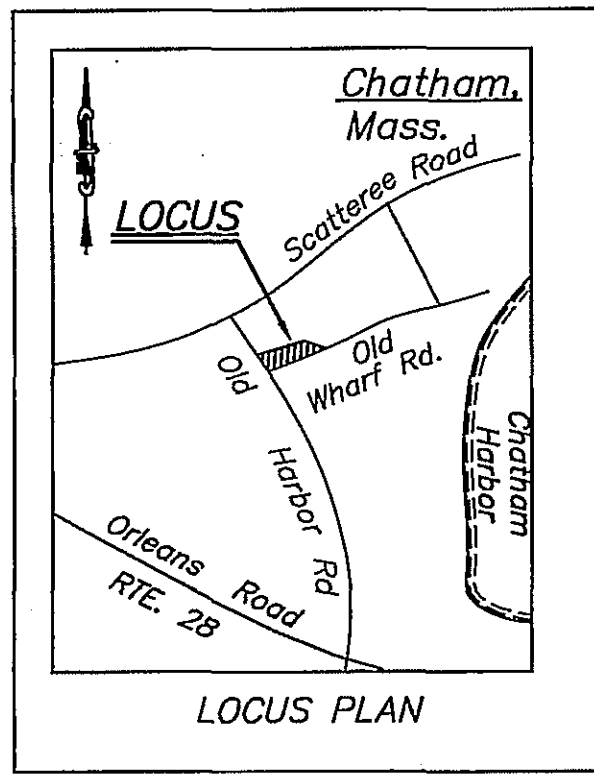 Chatham,
Mass.
Scatteree Road
LOCUS
Old
Wharf Rd.
Old
Harbor Rd
Chatham
Harbor
Orleans Road
RTE. 28
LOCUS PLAN